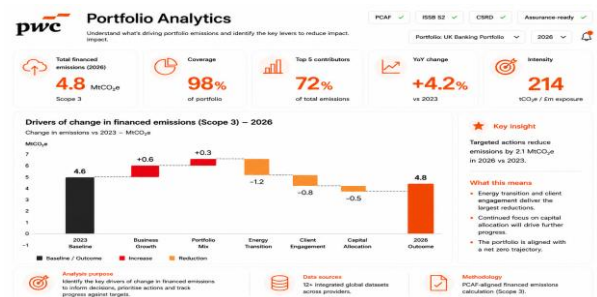 pwc
Portfolio Analytics
Understand what's driving portfolio emissions and identify the key levers to reduce impact.
impact.
PCAF ✓
ISSB S2 ✓
CSRD ✓
Assurance-ready ✓
Portfolio: UK Banking Portfolio
2026
Total financed
emissions (2026)
4.8 MtCO₂e
Scope 3
Coverage
98%
of portfolio
Top 5 contributors
72%
of total emissions
YoY change
+4.2%
vs 2023
Intensity
214
tCO₂e / £m exposure
Drivers of change in financed emissions (Scope 3) – 2026
Change in emissions vs 2023 – MtCO₂e
MtCO₂e
7
6
5
4
3
2
1
0
−1
4.6
+0.6
+0.3
−1.2
−0.8
−0.5
4.8
2023
Baseline
Business
Growth
Portfolio
Mix
Energy
Transition
Client
Engagement
Capital
Allocation
2026
Outcome
Baseline / Outcome
Increase
Reduction
Key insight
Targeted actions reduce
emissions by 2.1 MtCO₂e
in 2026 vs 2023.
What this means
• Energy transition and client
engagement deliver the
largest reductions.
• Continued focus on capital
allocation will drive further
progress.
• The portfolio is aligned with
a net zero trajectory.
Analysis purpose
Identify the key drivers of change in financed emissions
to inform decisions, prioritise actions and track
progress against targets.
Data sources
12+ integrated global datasets
across providers.
Methodology
PCAF-aligned financed emissions
calculation (Scope 3).